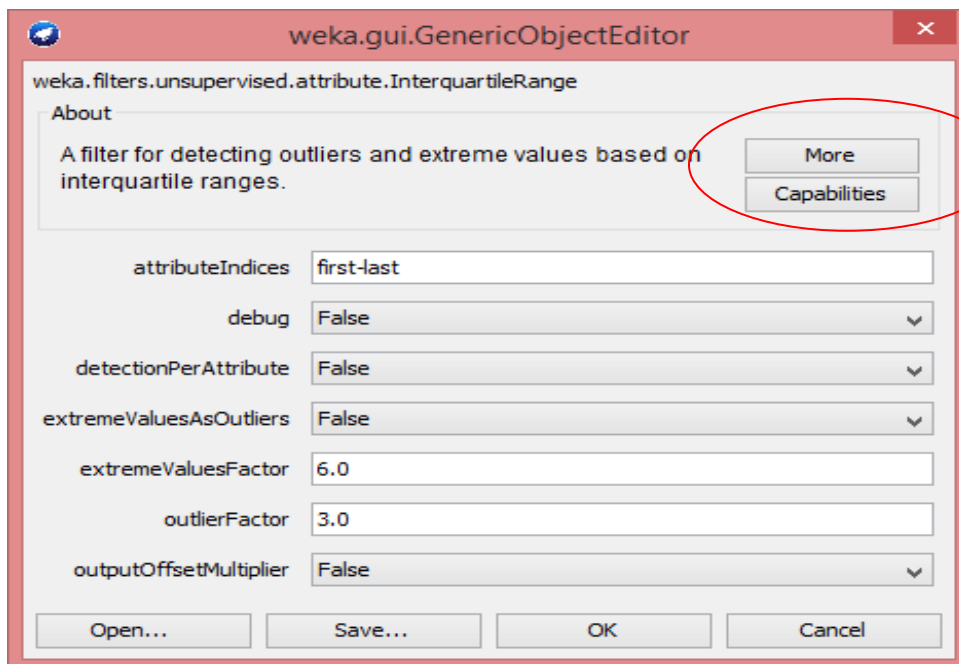 weka.gui.GenericObjectEditor
weka.filters.unsupervised.attribute.InterquartileRange
About
A filter for detecting outliers and extreme values based on
interquartile ranges.
More
Capabilities
attributeIndices first-last
debug False
detectionPerAttribute False
extremeValuesAsOutliers False
extremeValuesFactor 6.0
outlierFactor 3.0
outputOffsetMultiplier False
Open... Save... OK Cancel